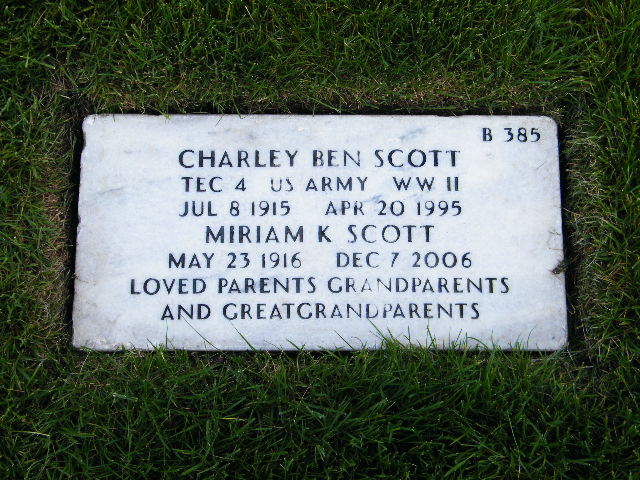 B 385
CHARLEY BEN SCOTT
TEC 4 US ARMY WW II
JUL 8 1915 APR 20 1995
MIRIAM K SCOTT
MAY 23 1916 DEC 7 2006
LOVED PARENTS GRANDPARENTS
AND GREATGRANDPARENTS